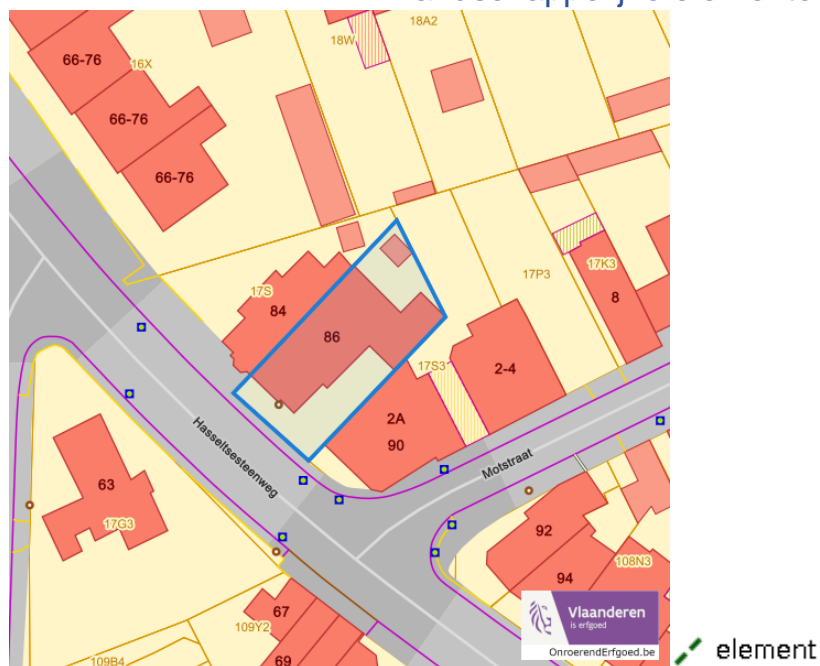 18A2
18W
66-76
16X
66-76
66-76
17S
84
86
17P3
17K3
8
17S3
2-4
2A
90
Hasseltsesteenweg
Motstraat
63
17G3
92
94
108N3
67
109Y2
69
109B4
Vlaanderen
is erfgoed
OnroerendErfgoed.be
element